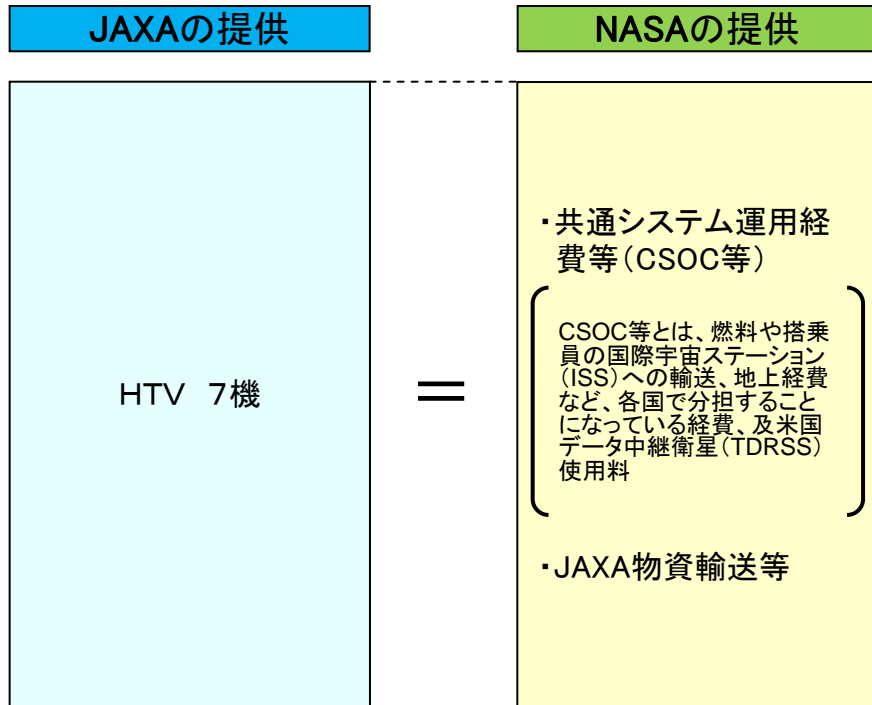 JAXAの提供
NASAの提供
HTV 7機
=
・共通システム運用経
費等(CSOC等)
CSOC等とは、燃料や搭乗
員の国際宇宙ステーション
(ISS)への輸送、地上経費
など、各国で分担すること
になっている経費、及米国
データ中継衛星(TDRSS)
使用料
・JAXA物資輸送等